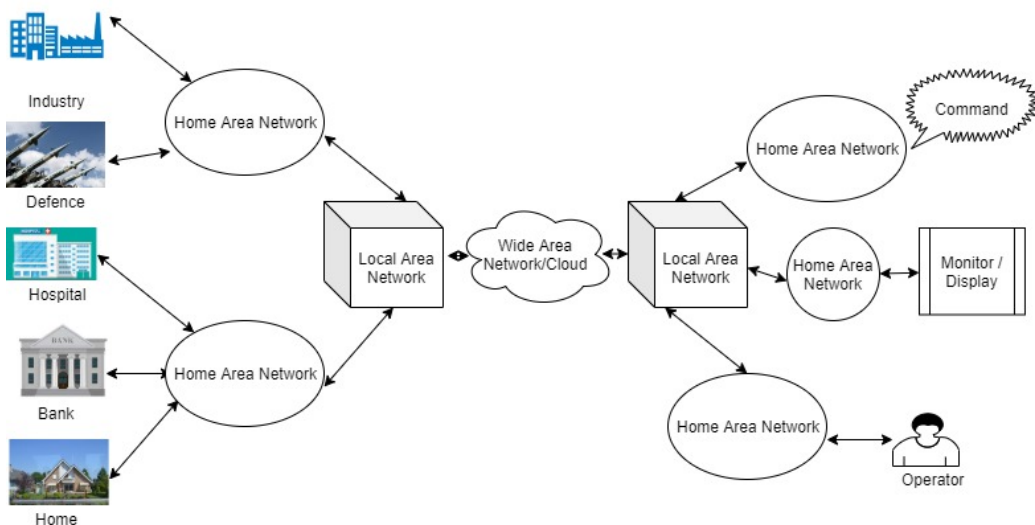 Industry
Defence
HOSPITAL
Hospital
BANK
Bank
Home
Home Area Network
Home Area Network
Local Area
Network
Wide Area
Network/Cloud
Local Area
Network
Home Area Network
Command
Home Area
Network
Monitor /
Display
Home Area Network
Operator